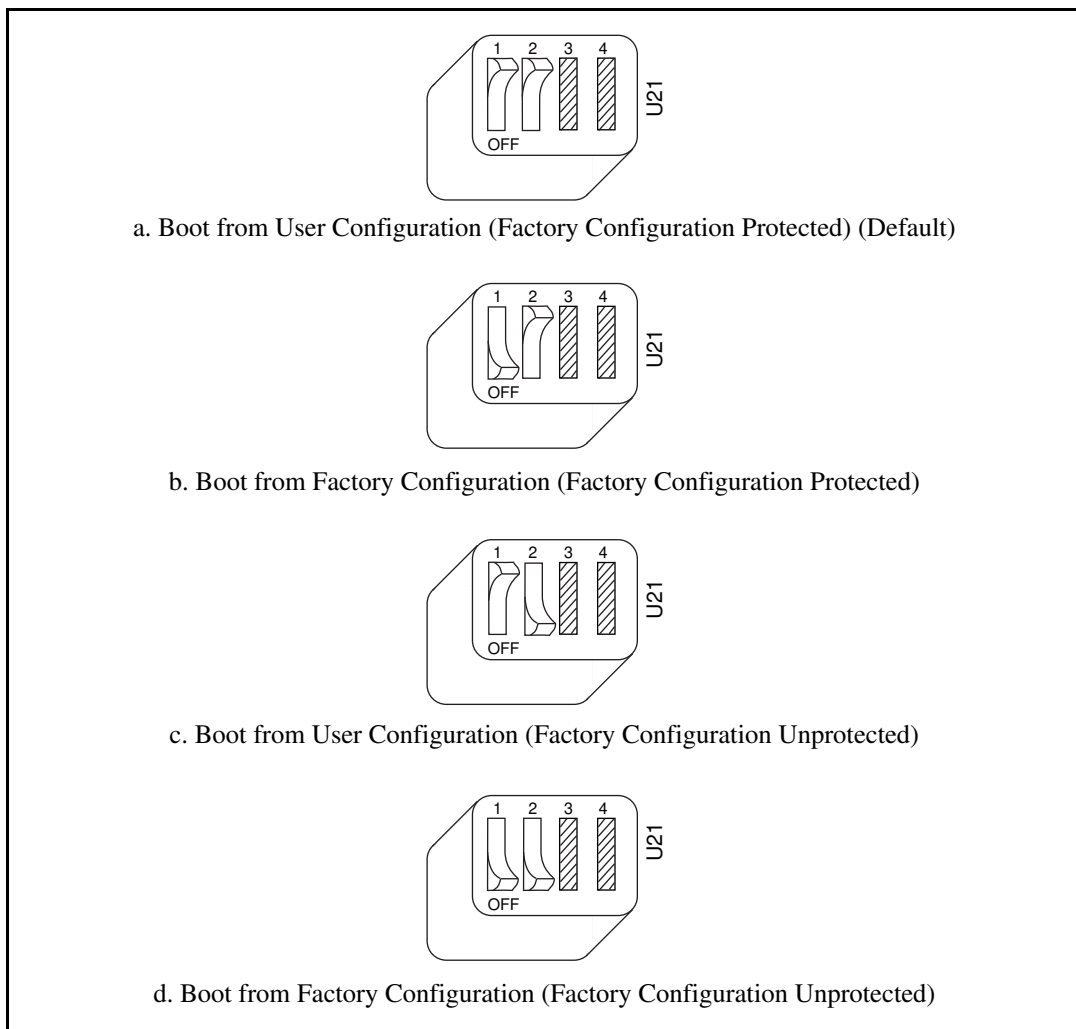 1 2 3 4
OFF
U21
a. Boot from User Configuration (Factory Configuration Protected) (Default)
1 2 3 4
OFF
U21
b. Boot from Factory Configuration (Factory Configuration Protected)
1 2 3 4
OFF
U21
c. Boot from User Configuration (Factory Configuration Unprotected)
1 2 3 4
OFF
U21
d. Boot from Factory Configuration (Factory Configuration Unprotected)